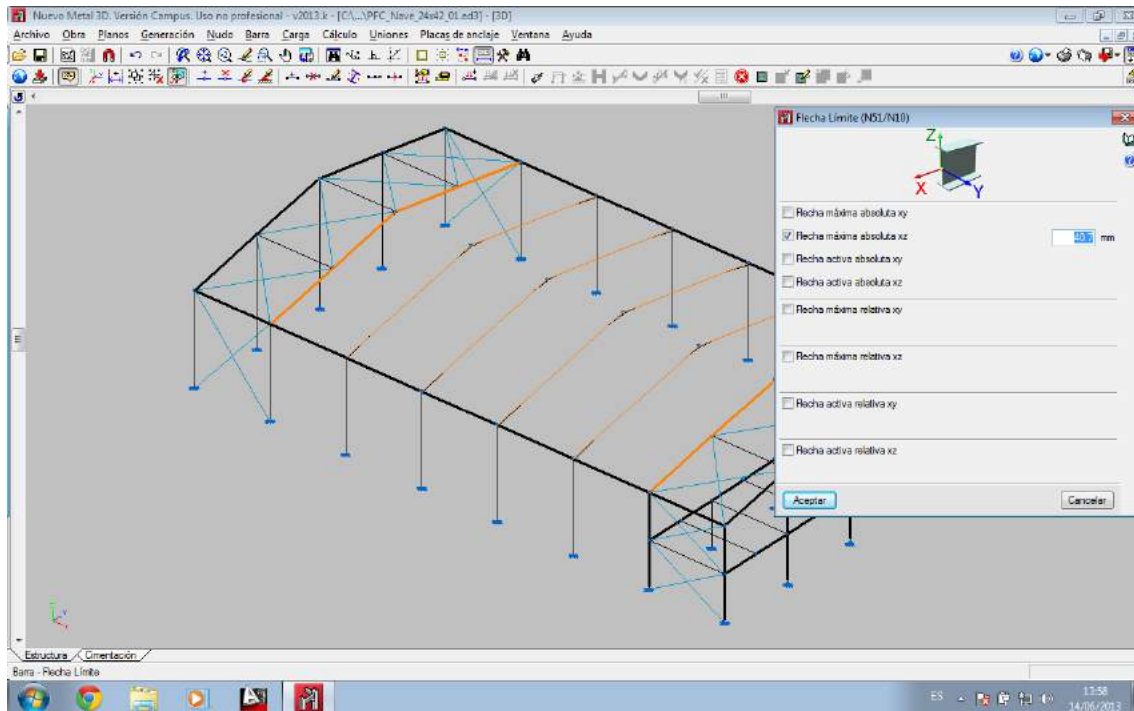 Nuevo Metal 3D. Versión Campus. Uso no profesional - v2013.k - [C:\...\PFC_Nave_24x42_01.ed3] - [3D]
Archivo Obra Planos Generación Nudo Barra Carga Cálculo Uniones Placas de anclaje Ventana Ayuda
Flecha Límite (N51/N10)
Z
X
Y
Flecha máxima absoluta xy
Flecha máxima absoluta xz
mm
Flecha activa absoluta xy
Flecha activa absoluta xz
Flecha máxima relativa xy
Flecha máxima relativa xz
Flecha activa relativa xy
Flecha activa relativa xz
Aceptar
Cancelar
Estructura
Cimentación
Barra - Flecha Límite
ES
13:58
14/06/2013